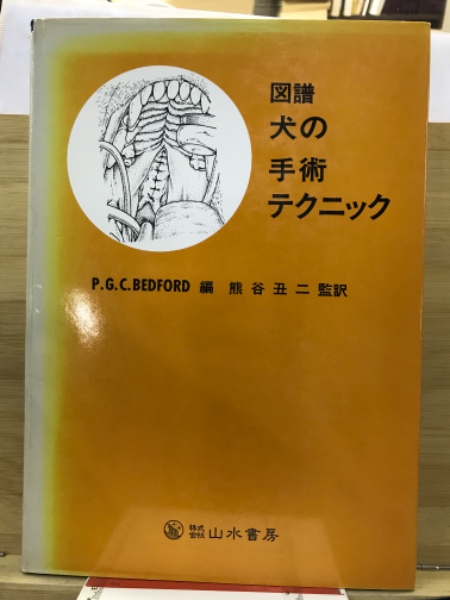 図譜
犬の
手術
テクニック
P.G.C.BEDFORD 編 熊谷丑二 監訳
株式会社 山水書房